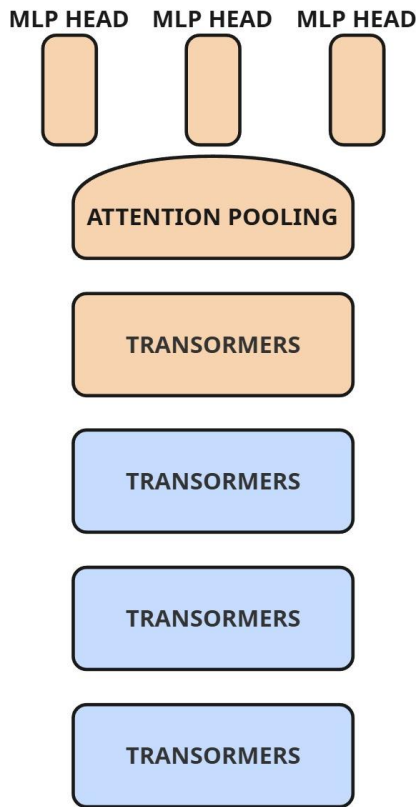 MLP HEAD MLP HEAD MLP HEAD
ATTENTION POOLING
TRANSORMERS
TRANSORMERS
TRANSORMERS
TRANSORMERS